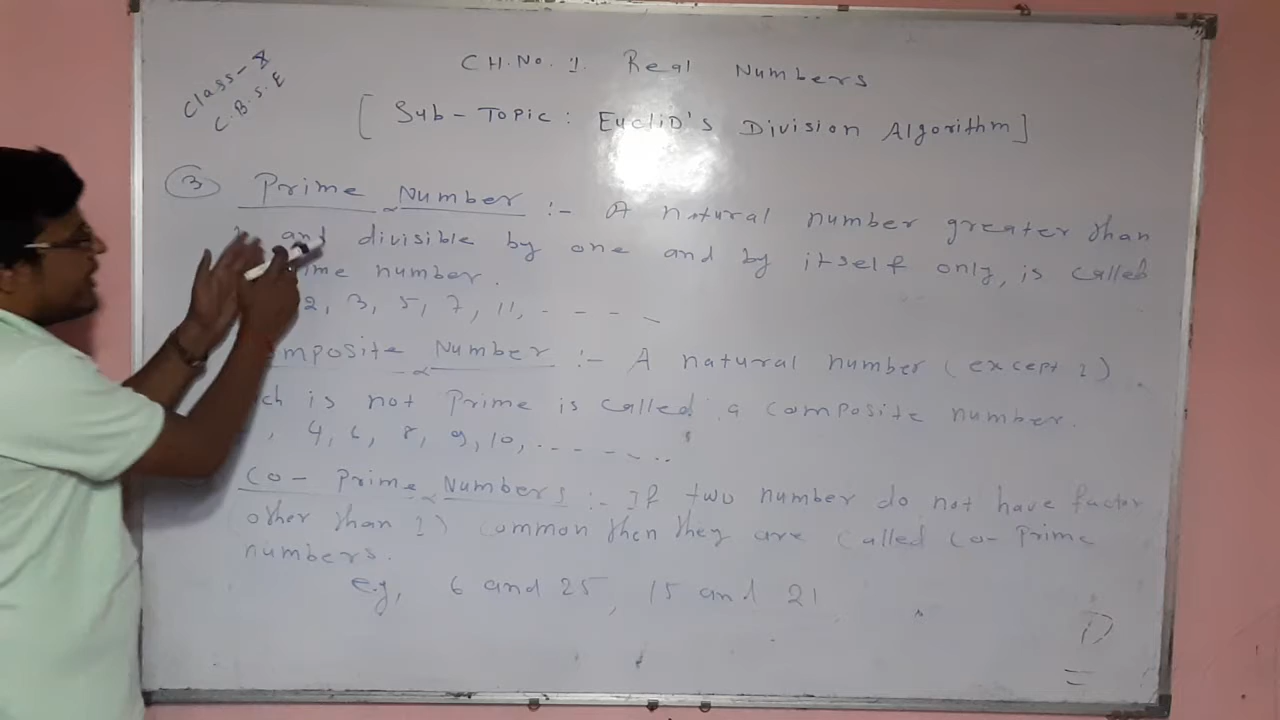 Class-8
C.B.S.E
CH.No. 1. Real Numbers
[Sub-Topic: EucliD's Division Algorithm]
3 Prime Number :- A natural number greater than
and divisible by one and by itself only, is called
number.
2, 3, 5, 7, 11, - - - -
Number :- A natural number (except 1)
is not Prime is called a composite number.
, 4, 6, 8, 9, 10, - - - - - ..
Co-Prime Numbers :- If two number do not have factor
(other than 1) common then they are called co-prime
numbers.
e.g, 6 and 25, 15 and 21
D